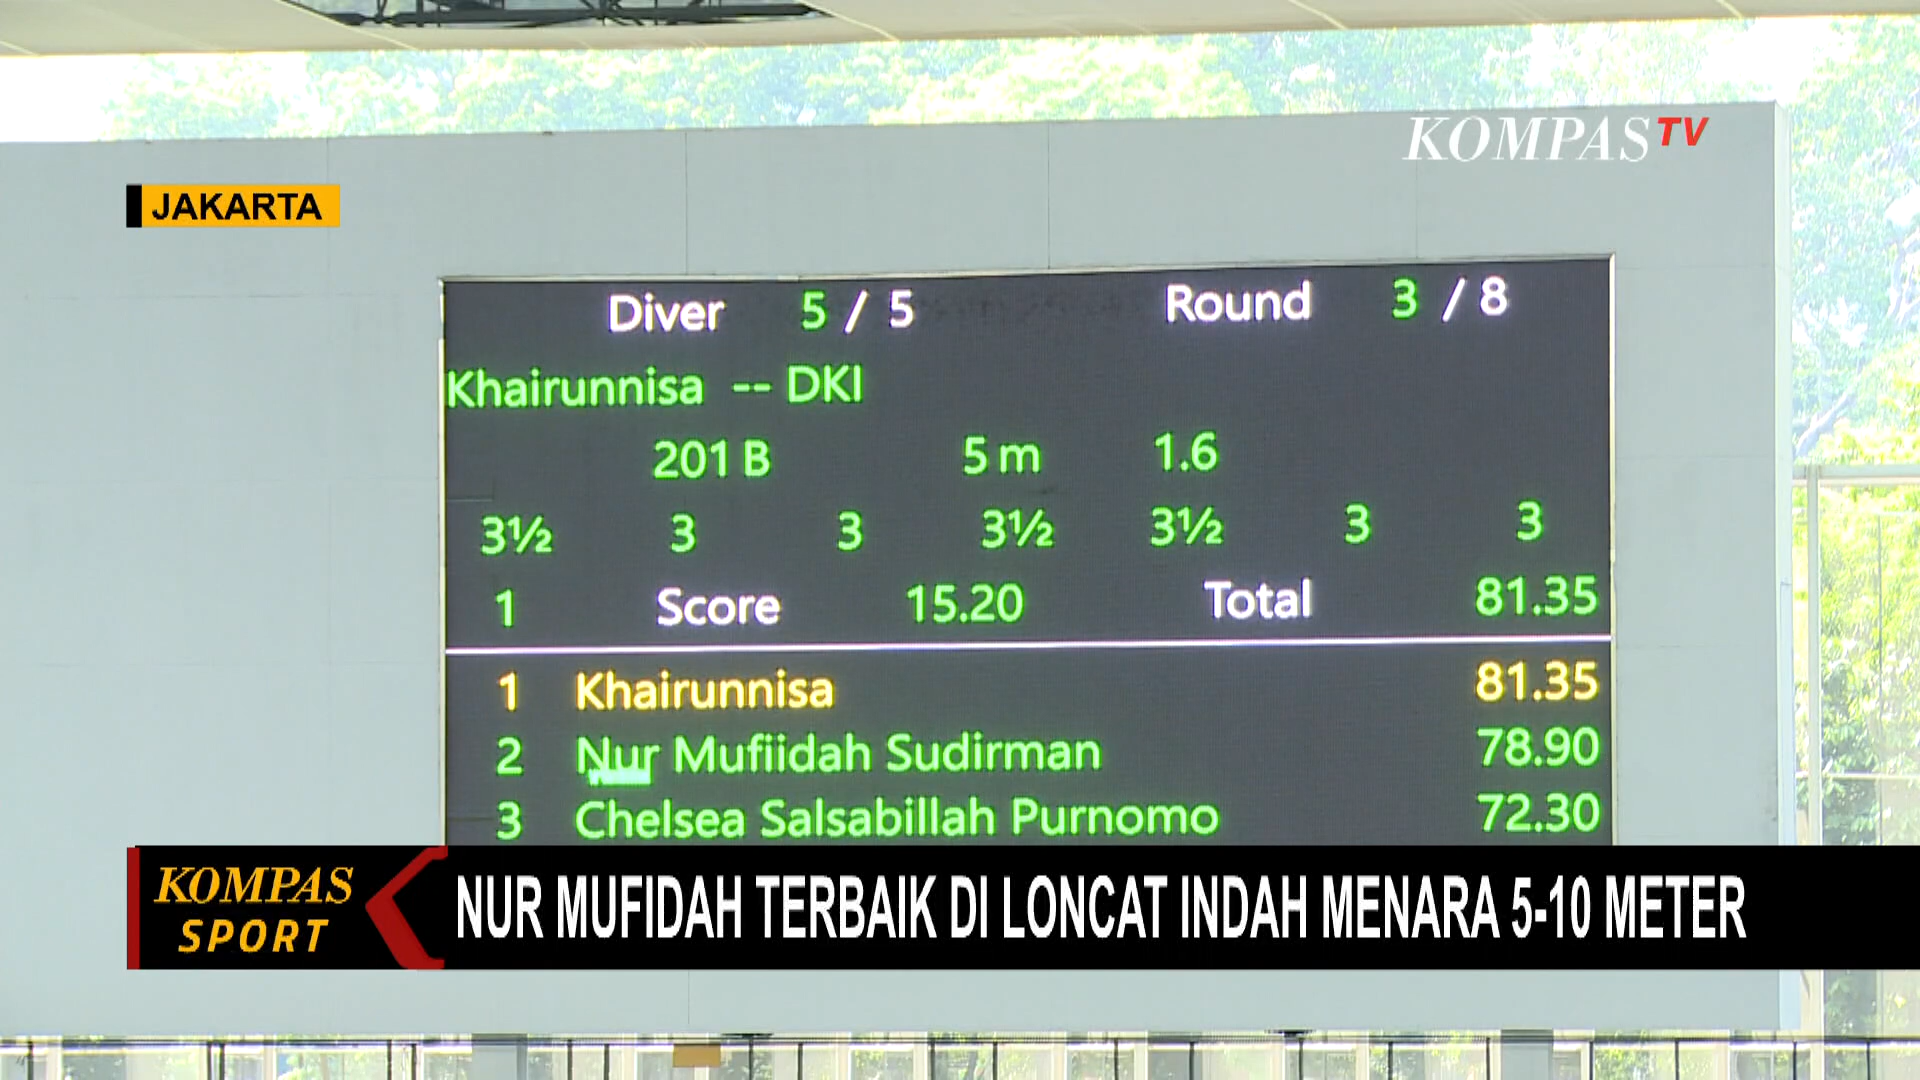 KOMPAS TV
JAKARTA
Diver 5 / 5 Round 3 / 8
Khairunnisa -- DKI
201 B 5 m 1.6
3½ 3 3 3½ 3½ 3 3
1 Score 15.20 Total 81.35
1 Khairunnisa 81.35
2 Nur Mufiidah Sudirman 78.90
3 Chelsea Salsabillah Purnomo 72.30
KOMPAS
SPORT
NUR MUFIDAH TERBAIK DI LONCAT INDAH MENARA 5-10 METER